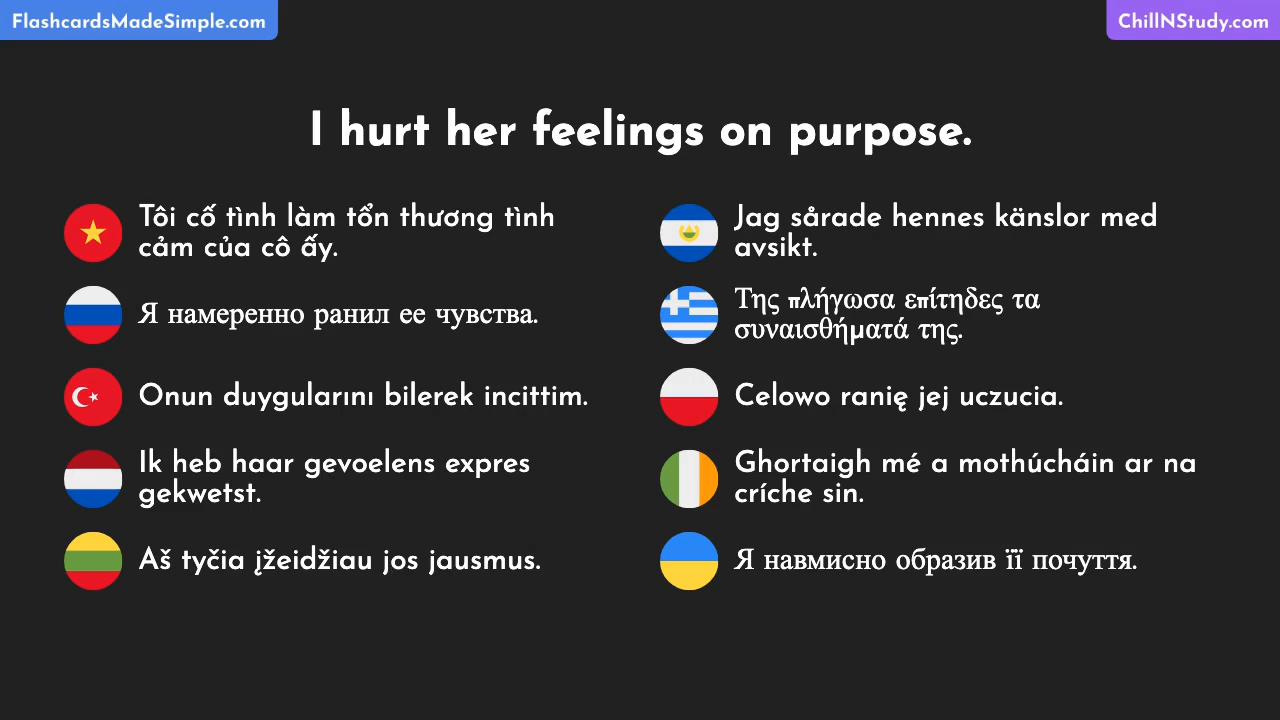 FlashcardsMadeSimple.com
ChillNStudy.com
I hurt her feelings on purpose.
Tôi cố tình làm tổn thương tình
cảm của cô ấy.
Я намеренно ранил ее чувства.
Onun duygularını bilerek incittim.
Ik heb haar gevoelens expres
gekwetst.
Aš tyčia įžeidžiau jos jausmus.
Jag sårade hennes känslor med
avsikt.
Της πλήγωσα επίτηδες τα
συναισθήματά της.
Celowo ranię jej uczucia.
Ghortaigh mé a mothúcháin ar na
críche sin.
Я навмисно образив її почуття.